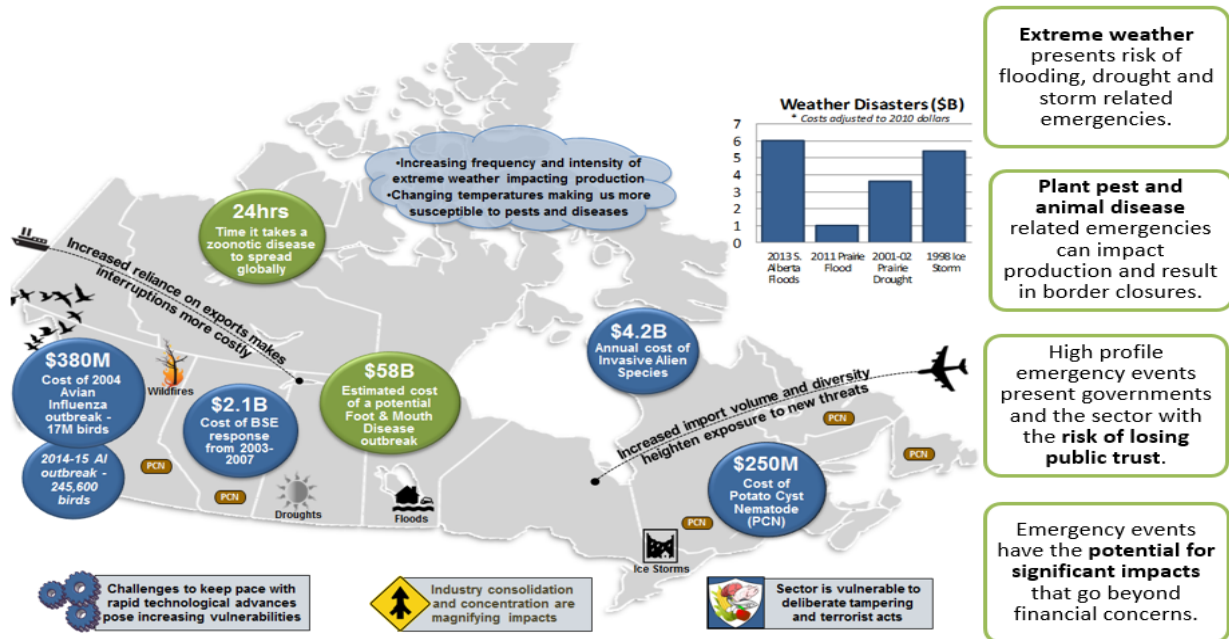 Extreme weather
presents risk of
flooding, drought and
storm related
emergencies.
Weather Disasters ($B)
* Costs adjusted to 2010 dollars
7
6
5
4
3
2
1
0
2013 S.
Alberta
Floods
2011 Prairie
Flood
2001-02
Prairie
Drought
1998 Ice
Storm
•Increasing frequency and intensity of
extreme weather impacting production
•Changing temperatures making us more
susceptible to pests and diseases
Plant pest and
animal disease
related emergencies
can impact
production and result
in border closures.
24hrs
Time it takes a
zoonotic disease
to spread
globally
Increased reliance on exports makes
interruptions more
costly
$4.2B
Annual cost of
Invasive Alien
Species
High profile
emergency events
present governments
and the sector with
the risk of losing
public trust.
$380M
Cost of 2004
Avian
Influenza
outbreak -
17M birds
Wildfires
$2.1B
Cost of BSE
response
from 2003-
2007
$58B
Estimated cost
of a potential
Foot & Mouth
Disease
outbreak
Increased import volume and diversity
heighten exposure to new threats
PCN
PCN
2014-15 AI
outbreak -
245,600
birds
PCN
PCN
Droughts
Floods
$250M
Cost of
Potato Cyst
Nematode
(PCN)
PCN
Ice Storms
Emergency events
have the potential for
significant impacts
that go beyond
financial concerns.
Challenges to keep pace with
rapid technological advances
pose increasing vulnerabilities
Industry consolidation
and concentration are
magnifying impacts
Sector is vulnerable to
deliberate tampering
and terrorist acts